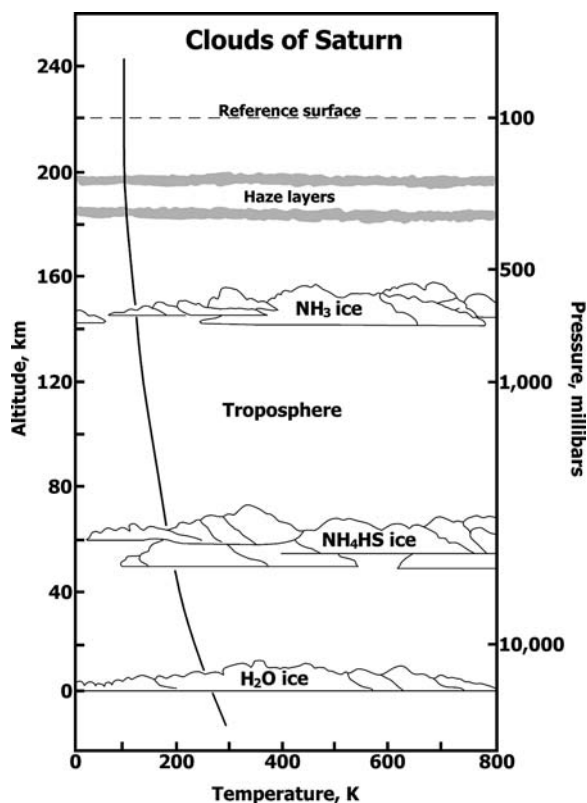 Clouds of Saturn
240
Reference surface
100
200
Haze layers
500
160
NH₃ ice
1,000
120
Troposphere
80
NH₄HS ice
40
10,000
H₂O ice
0
0
200
400
600
800
Temperature, K
Altitude, km
Pressure, millibars